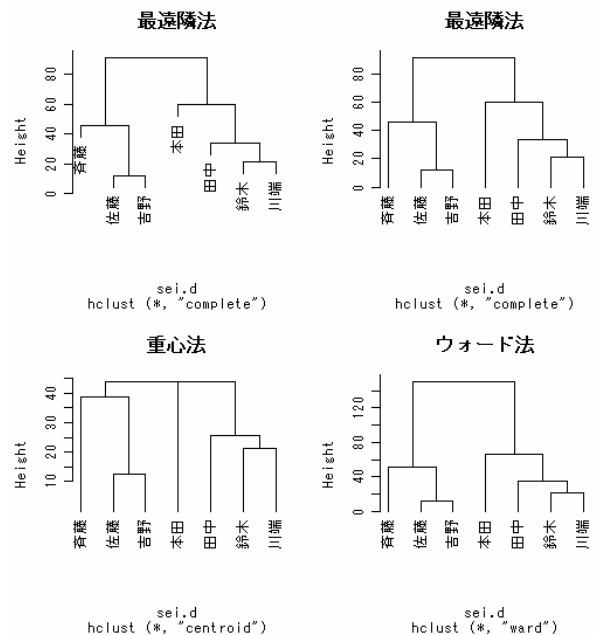 最遠隣法
Height
0 20 40 60 80
斉藤
佐藤
吉野
本田
田中
鈴木
川端
sei.d
hclust (*, "complete")
最遠隣法
Height
0 20 40 60 80
斉藤
佐藤
吉野
本田
田中
鈴木
川端
sei.d
hclust (*, "complete")
重心法
Height
10 20 30 40
斉藤
佐藤
吉野
本田
田中
鈴木
川端
sei.d
hclust (*, "centroid")
ウォード法
Height
0 40 80 120
斉藤
佐藤
吉野
本田
田中
鈴木
川端
sei.d
hclust (*, "ward")